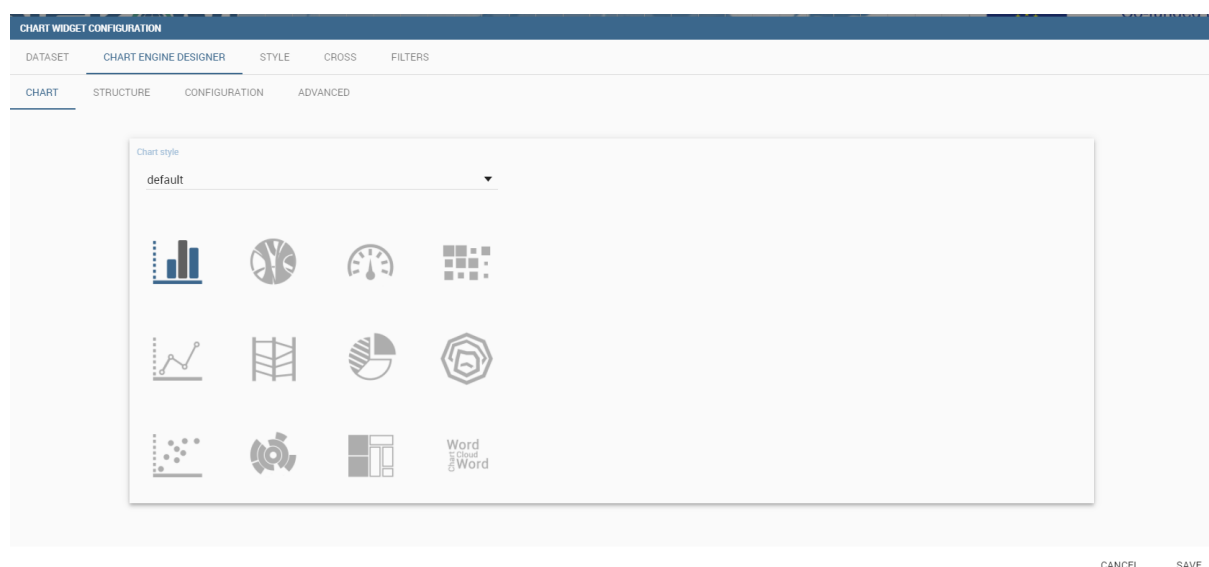 CHART WIDGET CONFIGURATION
DATASET CHART ENGINE DESIGNER STYLE CROSS FILTERS
CHART STRUCTURE CONFIGURATION ADVANCED
Chart style
default
Word
Chart Cloud
Word
CANCEL SAVE